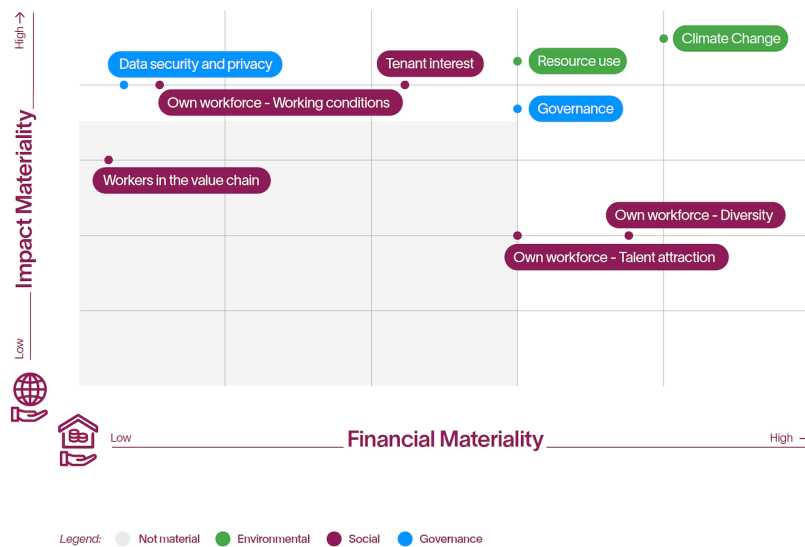 High →
Climate Change
Data security and privacy
Tenant interest
Resource use
Own workforce - Working conditions
Governance
Impact Materiality
Workers in the value chain
Own workforce - Diversity
Own workforce - Talent attraction
Low
Low
Financial Materiality
High →
Legend:
Not material
Environmental
Social
Governance